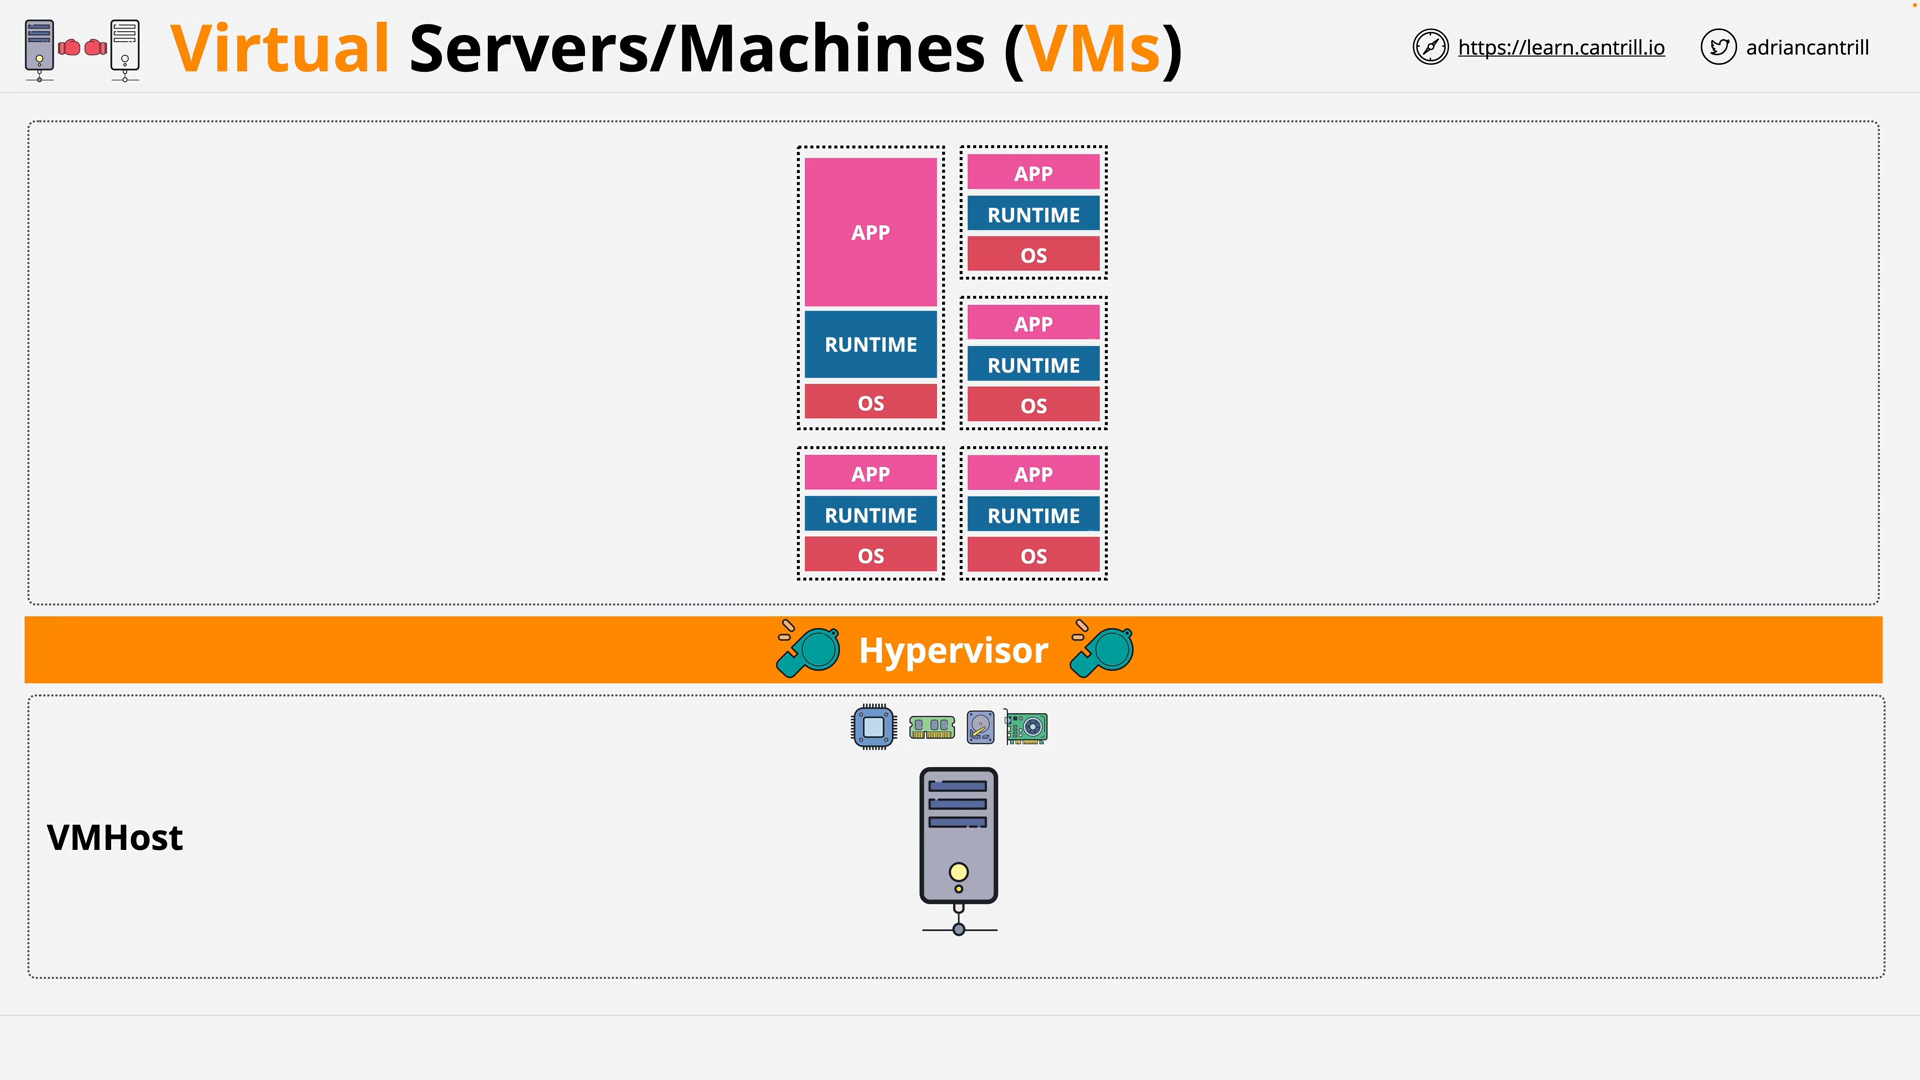 Virtual Servers/Machines (VMs)
https://learn.cantrill.io
adriancantrill
APP
RUNTIME
OS
APP
RUNTIME
OS
APP
RUNTIME
OS
APP
RUNTIME
OS
APP
RUNTIME
OS
Hypervisor
VMHost